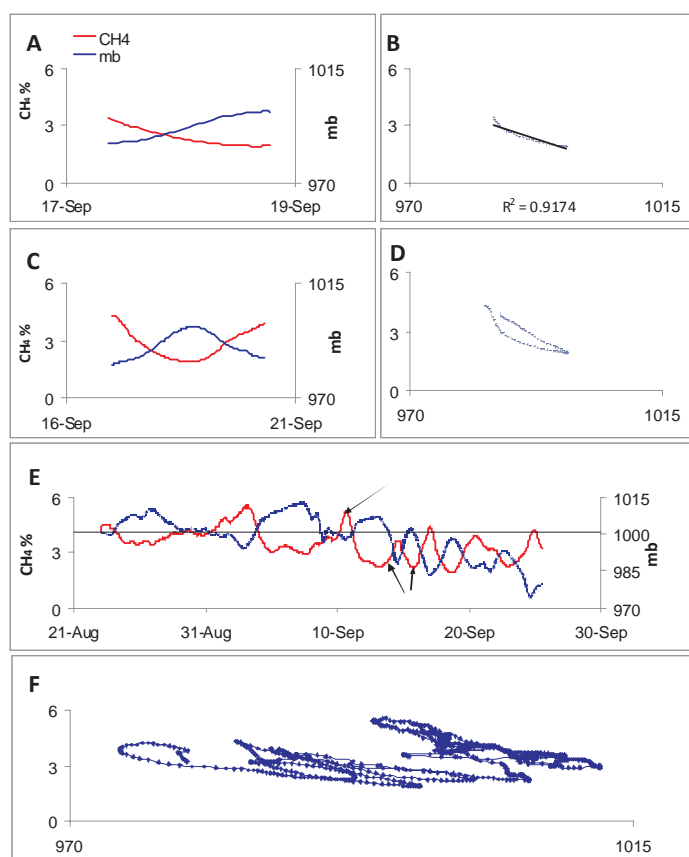 A
CH4
mb
CH4 %
6
3
0
1015
970
mb
17-Sep
19-Sep
B
6
3
0
970
1015
R² = 0.9174
C
CH4 %
6
3
0
1015
970
mb
16-Sep
21-Sep
D
6
3
0
970
1015
E
CH4 %
6
3
0
1015
1000
985
970
mb
21-Aug
31-Aug
10-Sep
20-Sep
30-Sep
F
6
3
0
970
1015